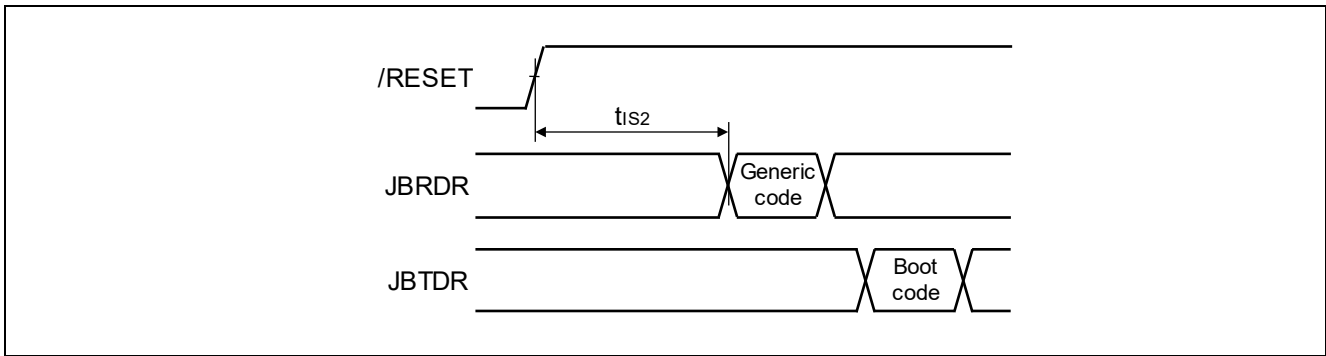 /RESET
tIS2
JBRDR
Generic
code
JBTDR
Boot
code